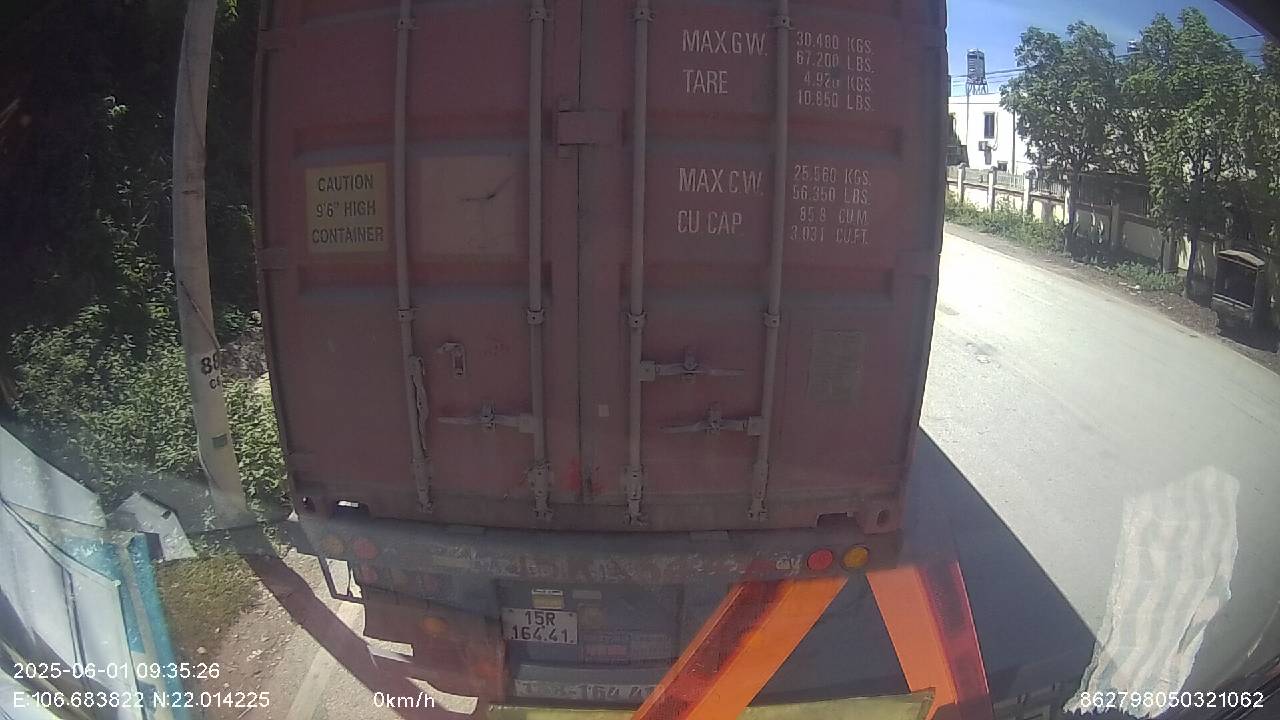 MAX.G.W. 30.480 KGS.
67.200 LBS.
TARE 4.920 KGS.
10.850 LBS.
CAUTION
9'6" HIGH
CONTAINER
MAX.C.W. 25.560 KGS.
56.350 LBS.
CU.CAP. 85.8 CU.M.
3.031 CU.FT.
15R
164.41
2025-06-01 09:35:26
E:106.683822 N:22.014225
0km/h
862798050321062